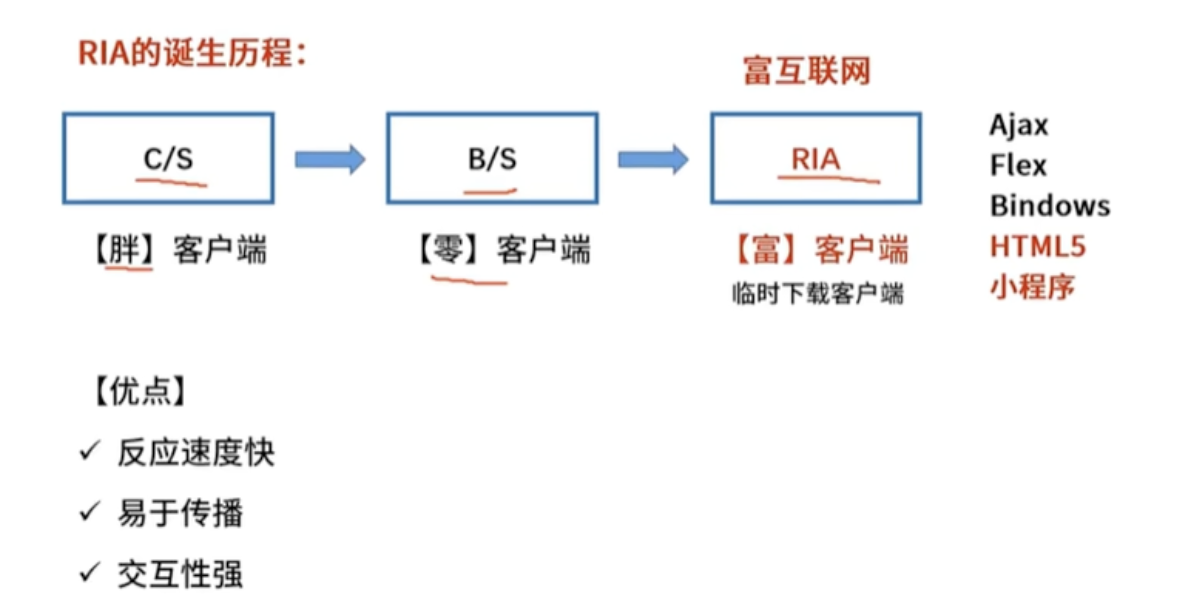 RIA的诞生历程：
富互联网
C/S
B/S
RIA
【胖】客户端
【零】客户端
【富】客户端
临时下载客户端
Ajax
Flex
Bindows
HTML5
小程序
【优点】
✓ 反应速度快
✓ 易于传播
✓ 交互性强